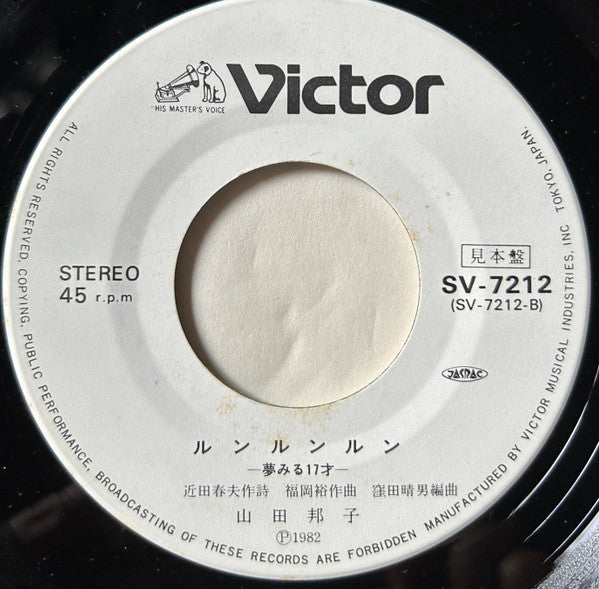 "HIS MASTER'S VOICE
Victor
ALL RIGHTS RESERVED. COPYING, PUBLIC PERFORMANCE, BROADCASTING OF THESE RECORDS ARE FORBIDDEN MANUFACTURED BY VICTOR MUSICAL INDUSTRIES, INC TOKYO, JAPAN.
STEREO
45 r.p.m
見本盤
SV-7212
(SV-7212-B)
JASRAC
ルンルンルン
—夢みる17才—
近田春夫作詩 福岡裕作曲 窪田晴男編曲
山田邦子
Ⓟ1982